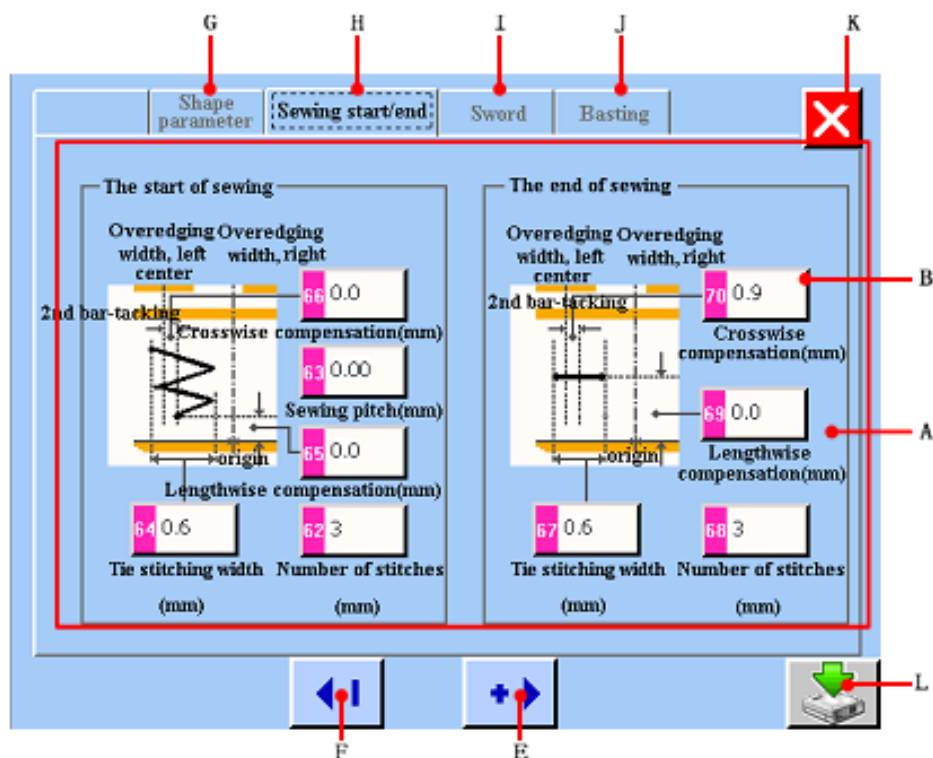 G H I J K
Shape
parameter
Sewing start/end
Sword
Basting
The start of sewing
Overedging
width, left
center
Overedging
width, right
2nd bar-tacking
66 0.0
Crosswise compensation(mm)
63 0.00
Sewing pitch(mm)
65 0.0
origin
Lengthwise compensation(mm)
64 0.6
Tie stitching width
(mm)
62 3
Number of stitches
(mm)
The end of sewing
Overedging
width, left
center
Overedging
width, right
2nd bar-tacking
70 0.9
Crosswise
compensation(mm)
69 0.0
origin
Lengthwise
compensation(mm)
67 0.6
Tie stitching width
(mm)
68 3
Number of stitches
(mm)
B
A
L
F
E